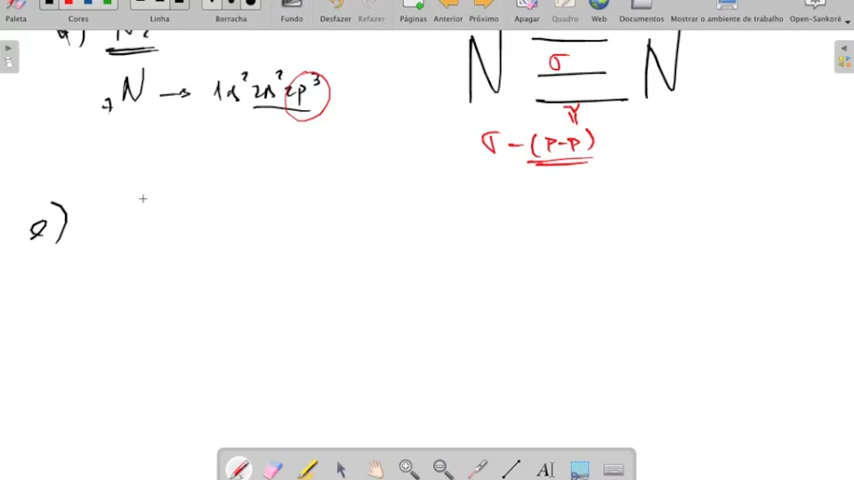 Paleta Cores Linha Borracha Fundo Desfazer Refazer Páginas Anterior Próximo Apagar Quadro Web Documentos Mostrar o ambiente de trabalho Open-Sankoré
N₂
₇N → 1s² 2s² 2p³
N ≡ N
σ
π
σ - (p-p)
e)